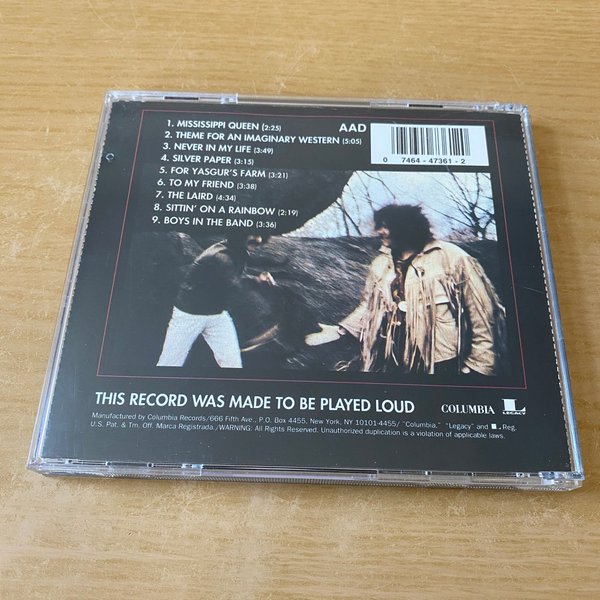 1. MISSISSIPPI QUEEN (2:25)
2. THEME FOR AN IMAGINARY WESTERN (5:05)
3. NEVER IN MY LIFE (3:49)
4. SILVER PAPER (3:15)
5. FOR YASGUR'S FARM (3:21)
6. TO MY FRIEND (3:38)
7. THE LAIRD (4:34)
8. SITTIN' ON A RAINBOW (2:19)
9. BOYS IN THE BAND (3:36)
AAD
0 7464-47361-2
THIS RECORD WAS MADE TO BE PLAYED LOUD
COLUMBIA
L
LEGACY
Manufactured by Columbia Records/666 Fifth Ave., P.O. Box 4455, New York, NY 10101-4455/ "Columbia," "Legacy" and L. Reg.
U.S. Pat. & Tm. Off. Marca Registrada./WARNING: All Rights Reserved. Unauthorized duplication is a violation of applicable laws.